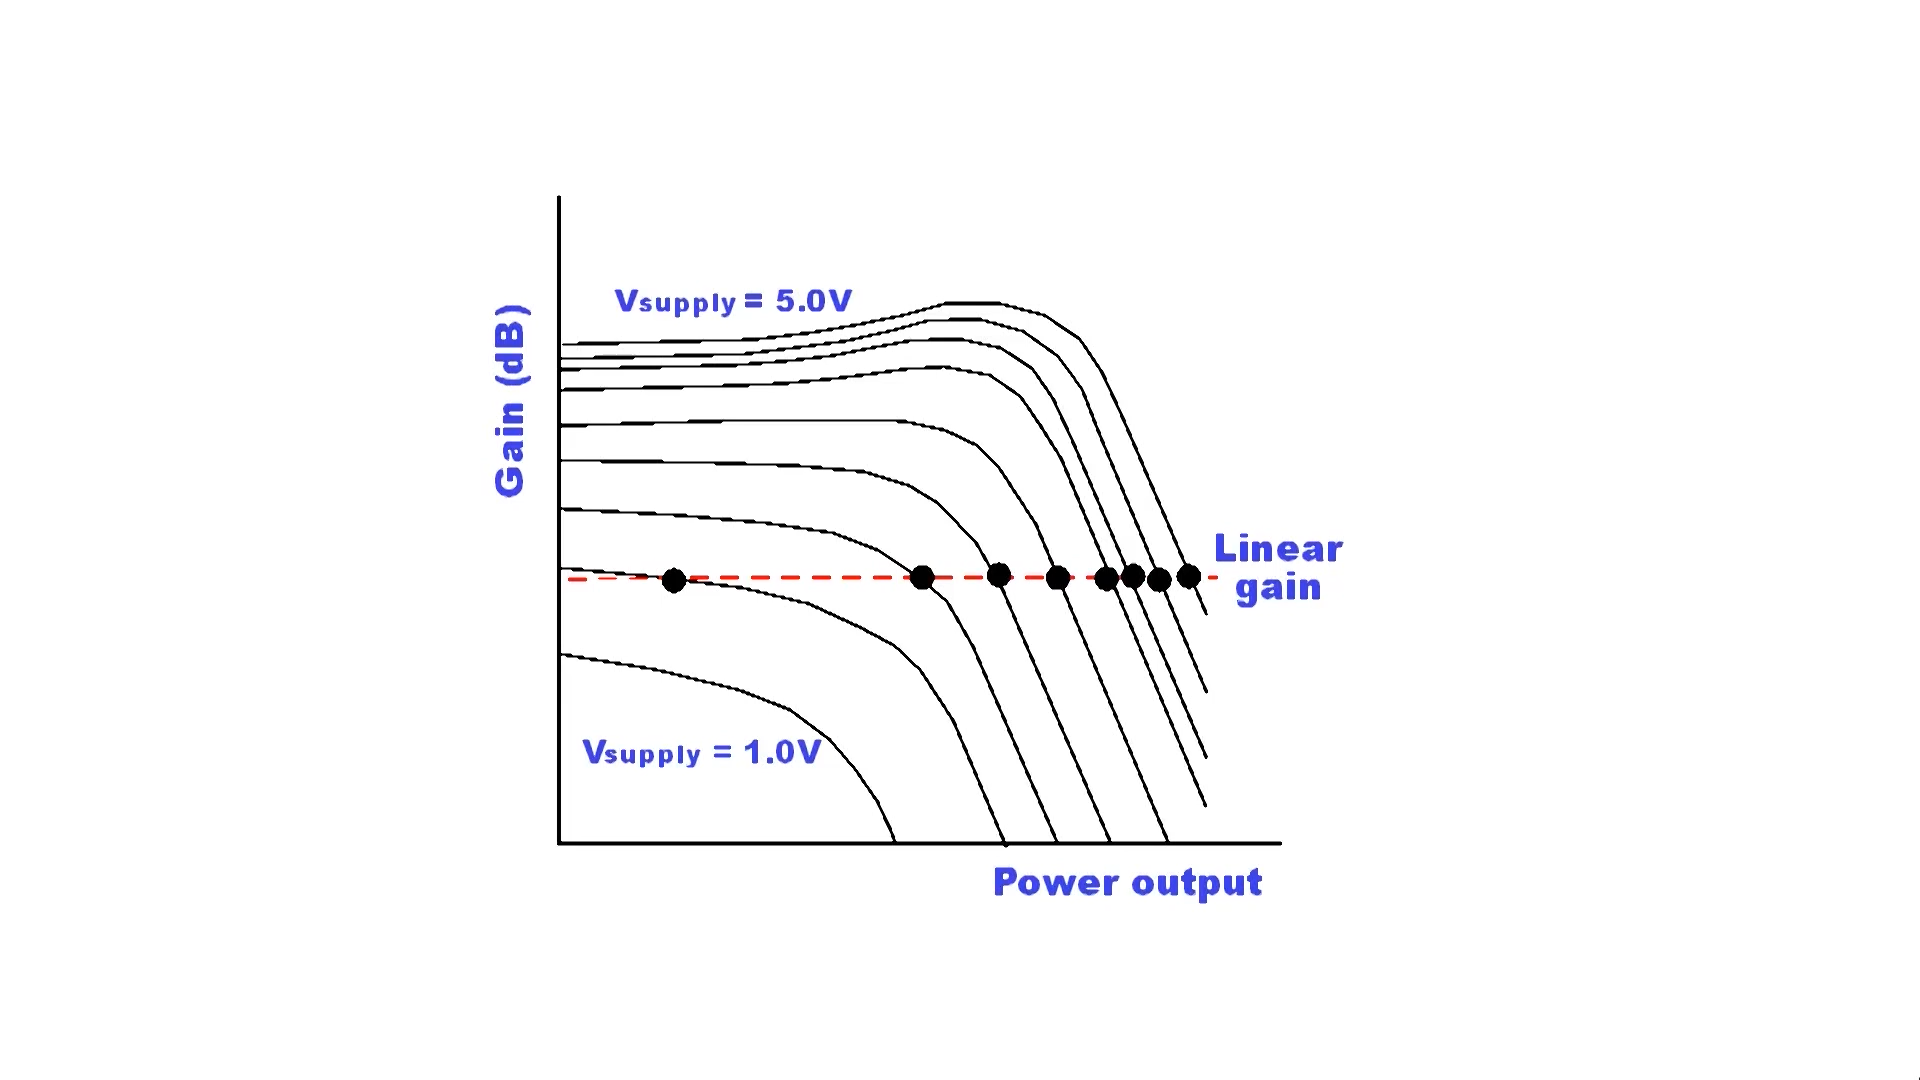 Vsupply = 5.0V
Gain (dB)
Linear
gain
Vsupply = 1.0V
Power output